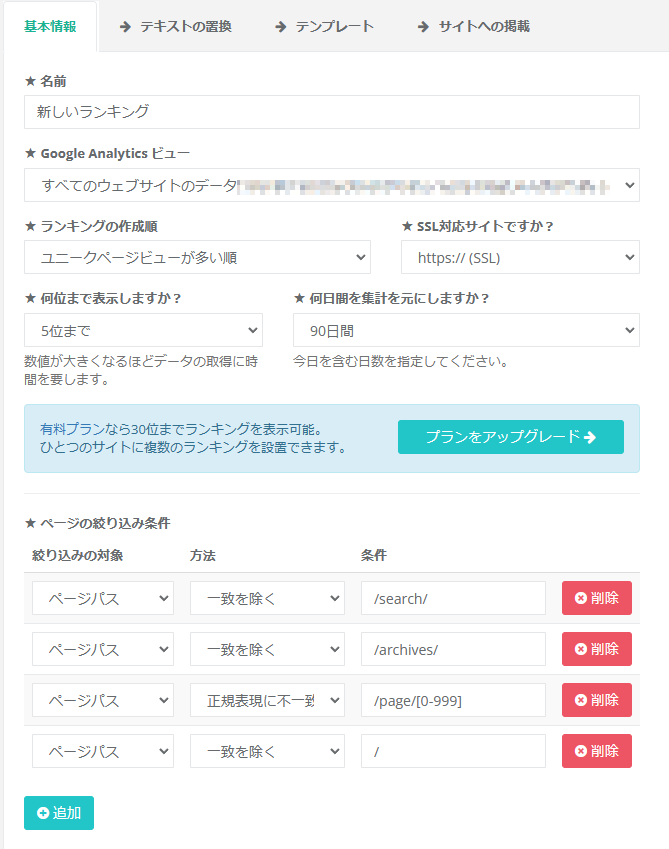 基本情報 テキストの置換 テンプレート サイトへの掲載
★ 名前
新しいランキング
★ Google Analytics ビュー
すべてのウェブサイトのデータ
★ ランキングの作成順 ★ SSL対応サイトですか？
ユニークページビューが多い順 https:// (SSL)
★ 何位まで表示しますか？ ★ 何日間を集計を元にしますか？
5位まで 90日間
数値が大きくなるほどデータの取得に時 今日を含む日数を指定してください。
間を要します。
有料プランなら30位までランキングを表示可能。
ひとつのサイトに複数のランキングを設置できます。
プランをアップグレード
★ ページの絞り込み条件
絞り込みの対象 方法 条件
ページパス 一致を除く /search/ 削除
ページパス 一致を除く /archives/ 削除
ページパス 正規表現に不一致 /page/[0-999] 削除
ページパス 一致を除く / 削除
追加